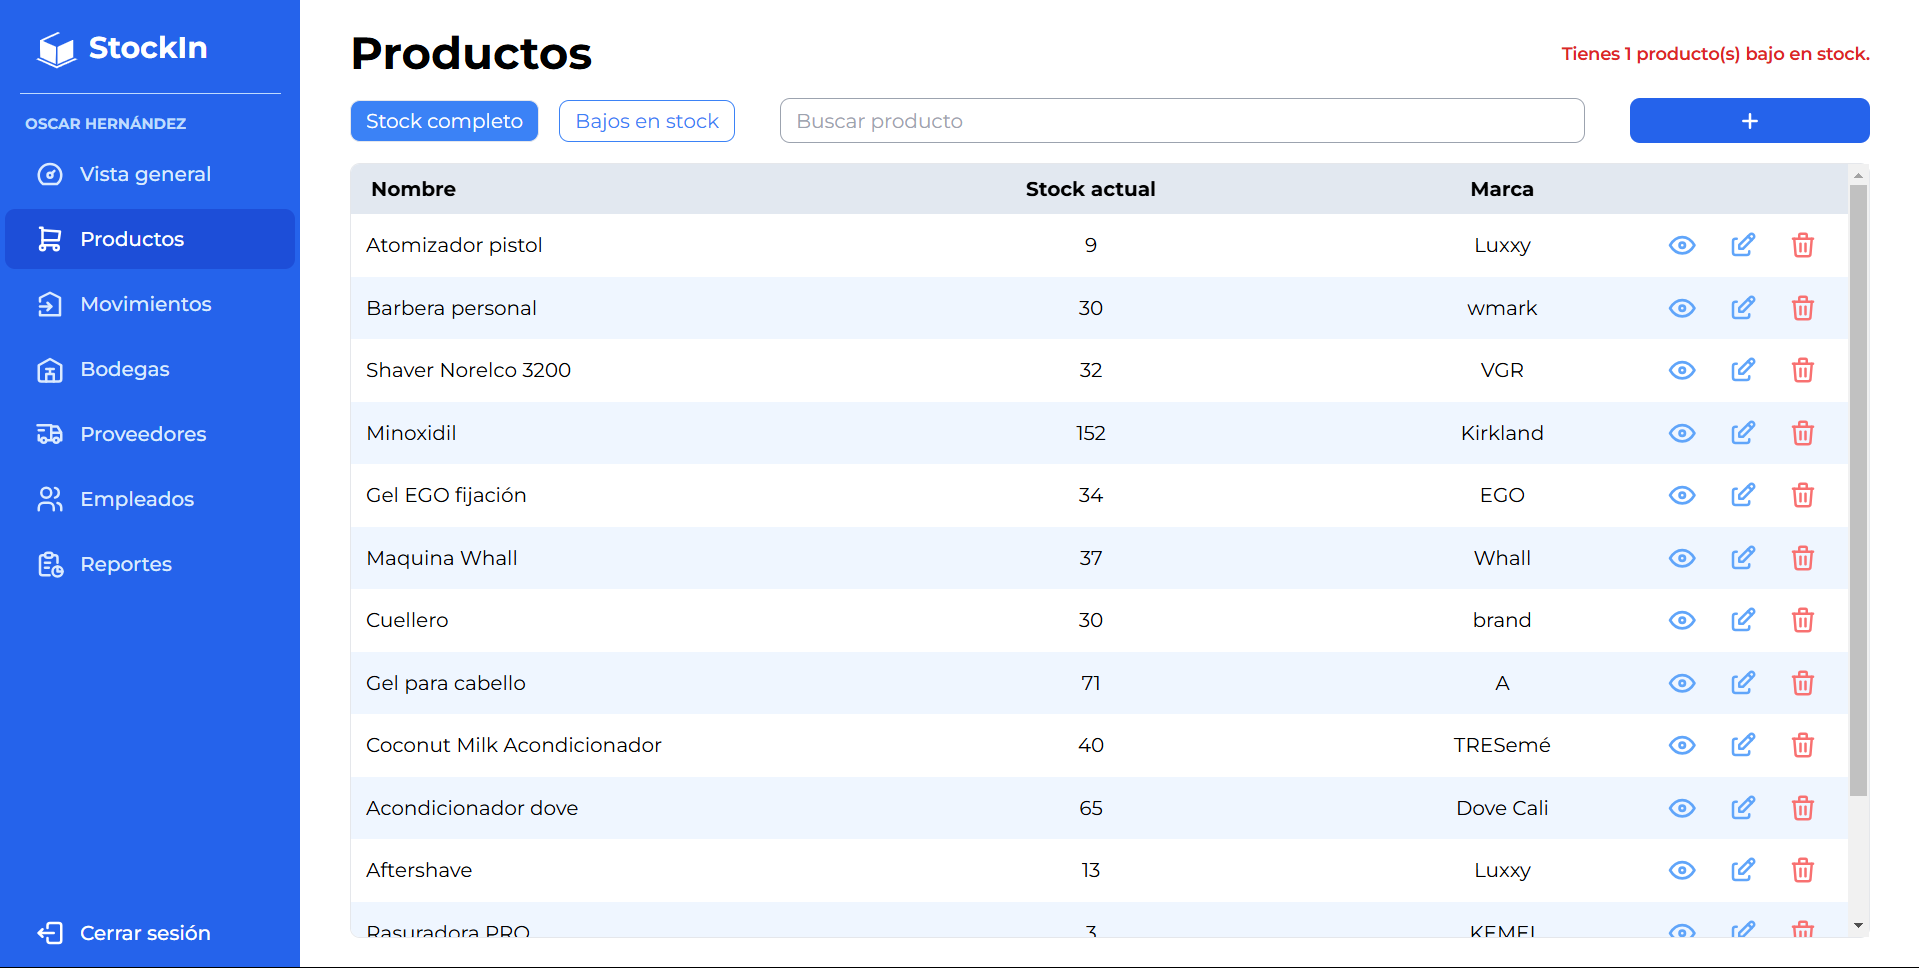 StockIn
OSCAR HERNÁNDEZ
Vista general
Productos
Movimientos
Bodegas
Proveedores
Empleados
Reportes
Cerrar sesión
Productos
Tienes 1 producto(s) bajo en stock.
Stock completo Bajos en stock Buscar producto +
Nombre Stock actual Marca
Atomizador pistol 9 Luxxy
Barbera personal 30 wmark
Shaver Norelco 3200 32 VGR
Minoxidil 152 Kirkland
Gel EGO fijación 34 EGO
Maquina Whall 37 Whall
Cuellero 30 brand
Gel para cabello 71 A
Coconut Milk Acondicionador 40 TRESemé
Acondicionador dove 65 Dove Cali
Aftershave 13 Luxxy
Rasuradora PRO 3